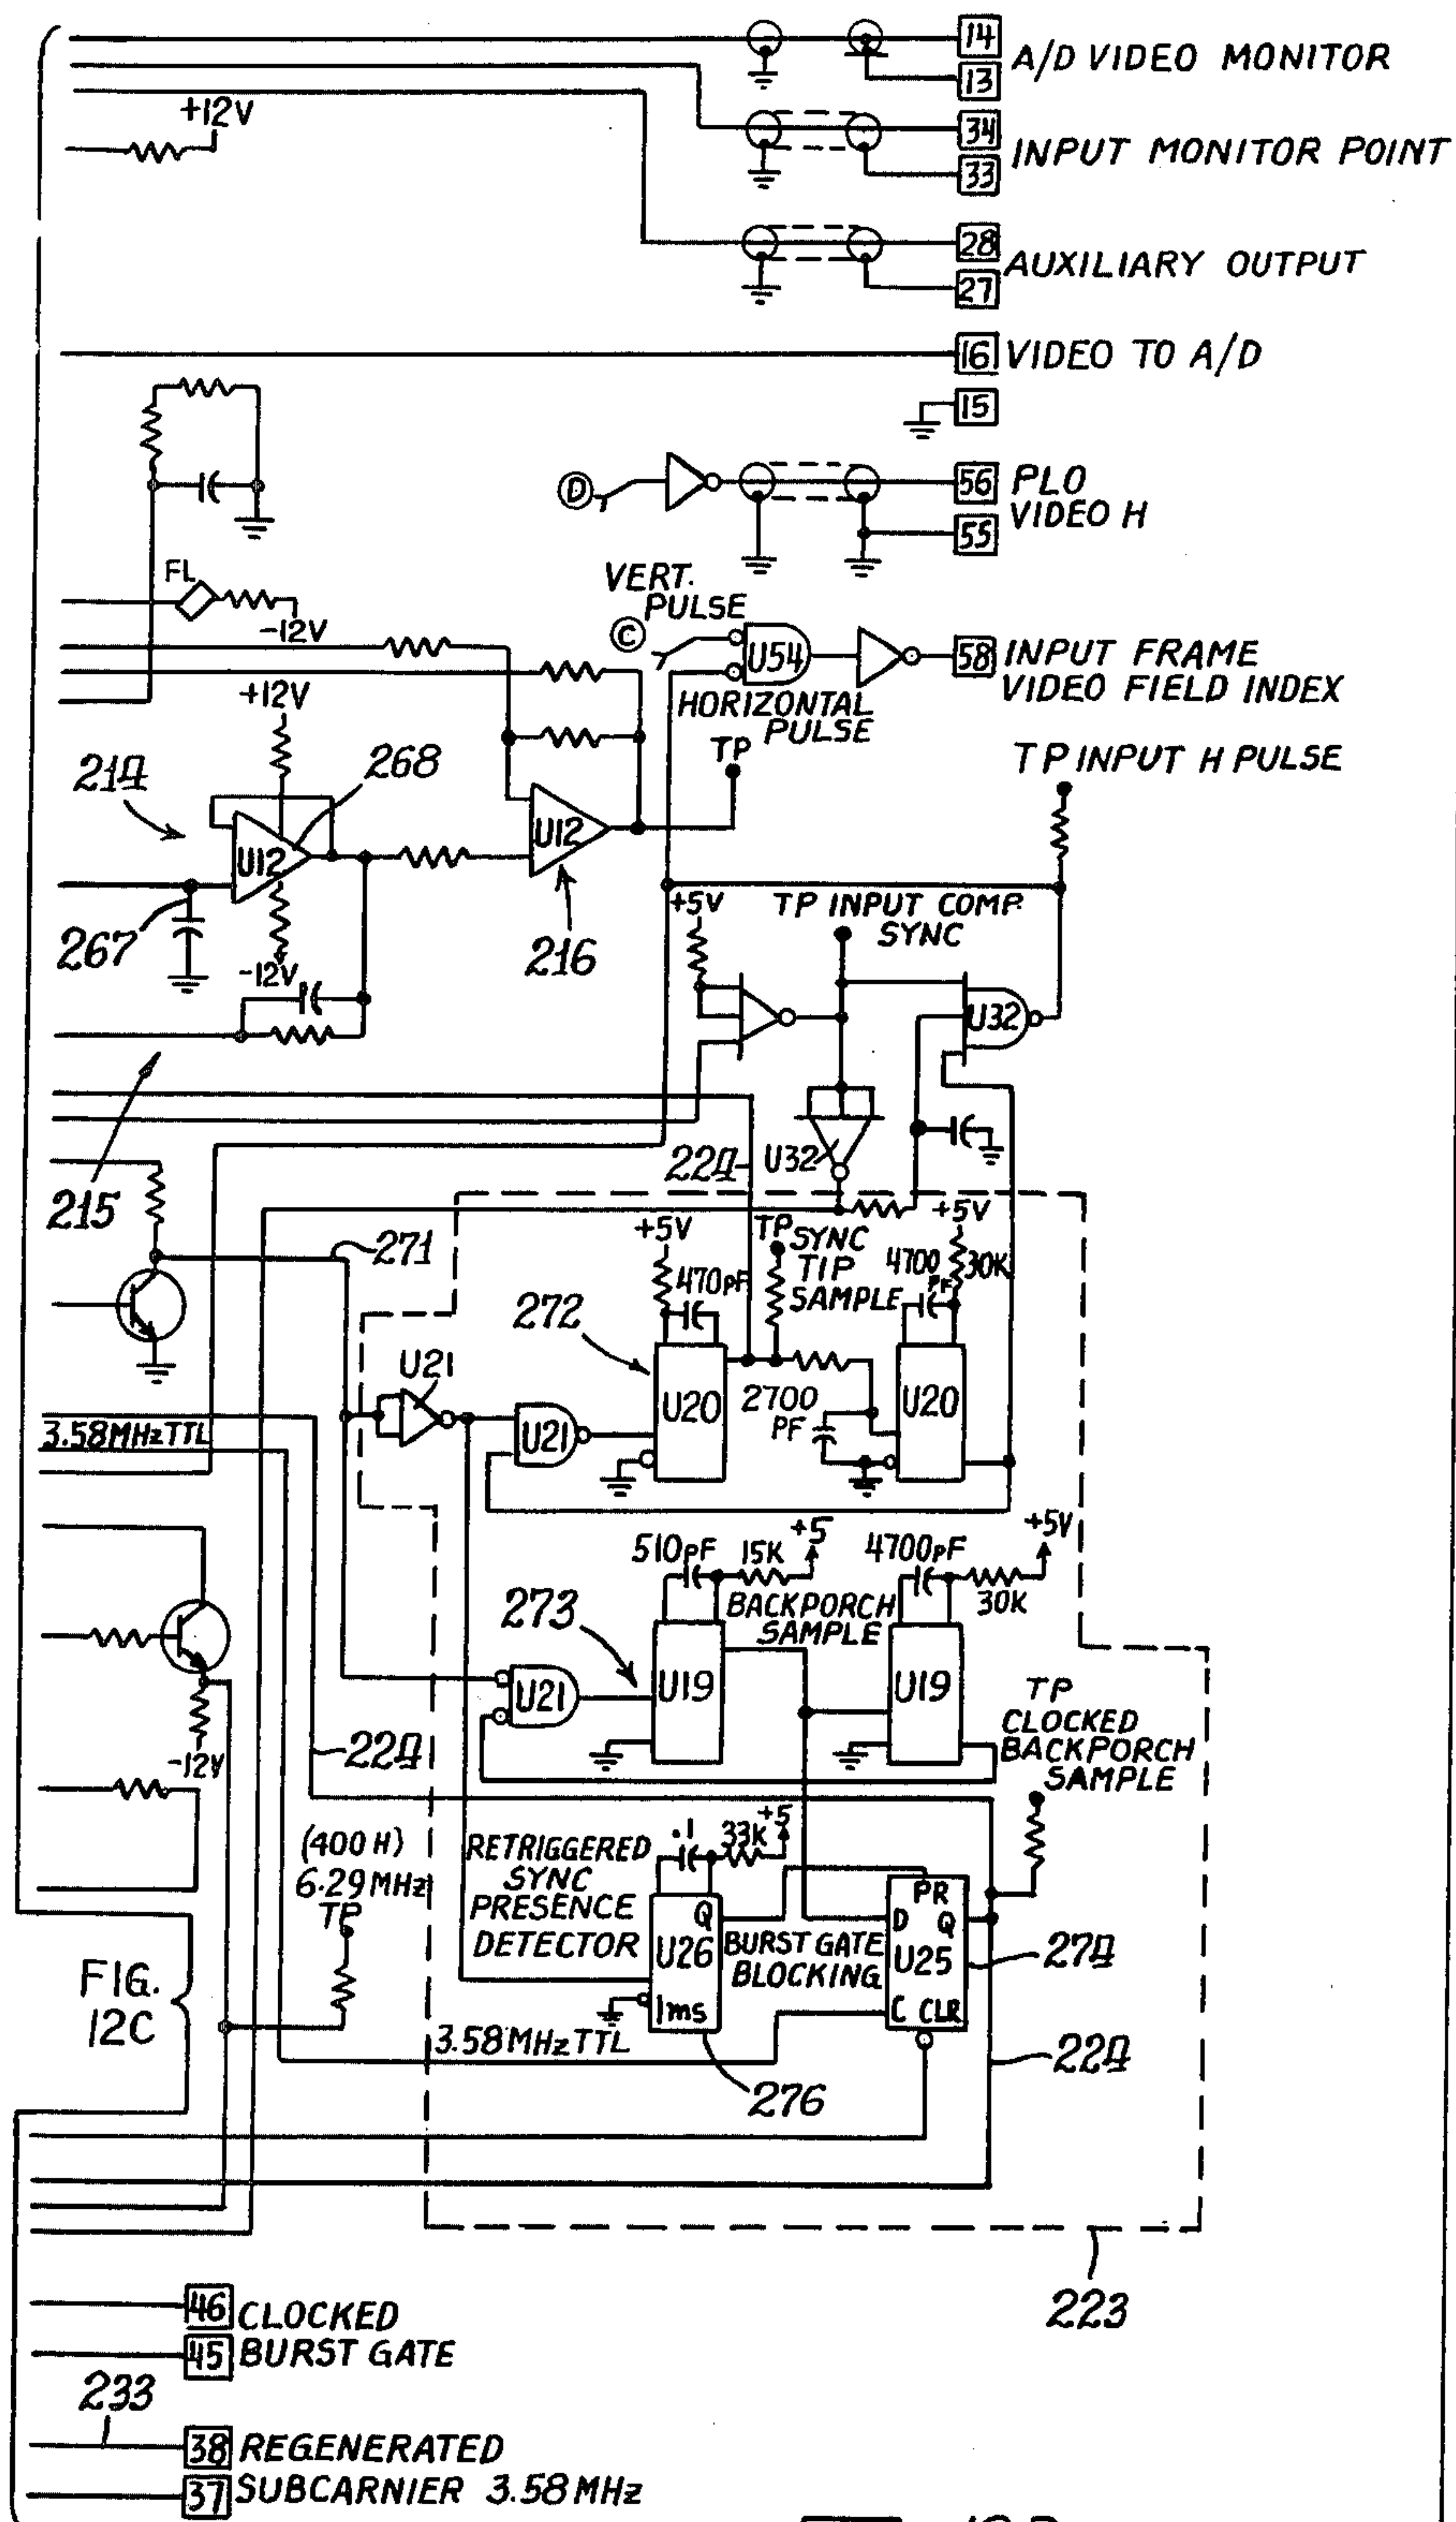 14
A/D VIDEO MONITOR
13
+12V
34
INPUT MONITOR POINT
33
28
AUXILIARY OUTPUT
27
16 VIDEO TO A/D
15
D
56 PLO
VIDEO H
55
FL
-12V
VERT.
PULSE
C
U54
58 INPUT FRAME
VIDEO FIELD INDEX
HORIZONTAL
PULSE
+12V
TP
TP INPUT H PULSE
214
268
U12
U12
267
-12V
216
+5V
TP INPUT COMP.
SYNC
U32
U32
224
215
271
+5V
470pF
TP SYNC
TIP
SAMPLE
+5V
4700
PF
30K
272
U21
U20
2700
PF
U20
U21
3.58MHz TTL
510pF
15K
+5
4700pF
+5V
30K
BACKPORCH
SAMPLE
273
U21
U19
U19
-12V
224
TP
CLOCKED
BACKPORCH
SAMPLE
(400 H)
6.29 MHz
TP
RETRIGGERED
SYNC
PRESENCE
DETECTOR
.1
33K
+5
Q
U26
1ms
BURST GATE
BLOCKING
PR
D Q
U25
C CLR
274
FIG.
12C
3.58 MHz TTL
276
224
223
46 CLOCKED
45 BURST GATE
233
38 REGENERATED
37 SUBCARNIER 3.58 MHz